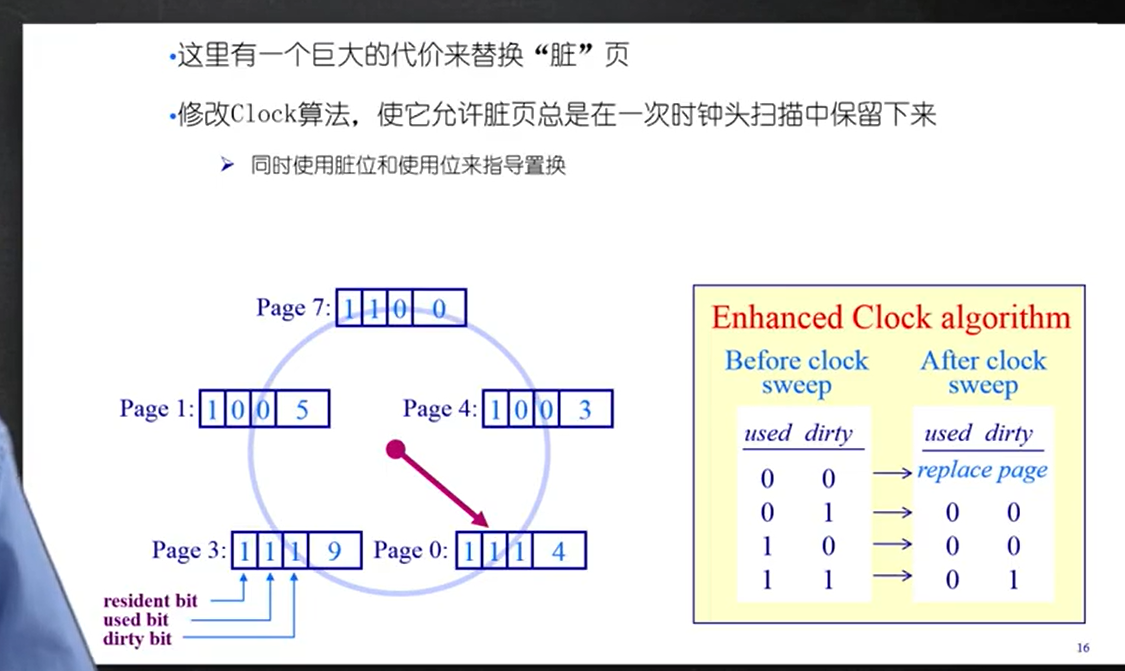 •这里有一个巨大的代价来替换“脏”页
•修改Clock算法，使它允许脏页总是在一次时钟头扫描中保留下来
➢ 同时使用脏位和使用位来指导置换
Page 7: 1 1 0 0
Page 1: 1 0 0 5
Page 4: 1 0 0 3
Page 3: 1 1 1 9
Page 0: 1 1 1 4
resident bit
used bit
dirty bit
Enhanced Clock algorithm
Before clock sweep
After clock sweep
used dirty
used dirty
0 0 → replace page
0 1 → 0 0
1 0 → 0 0
1 1 → 0 1
16